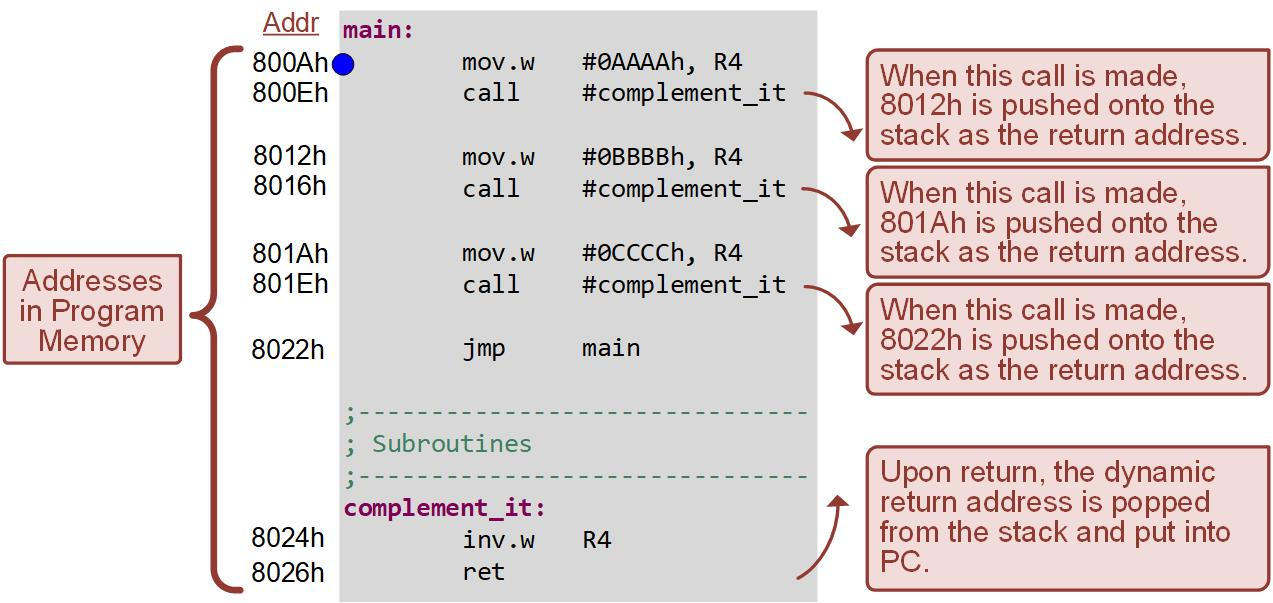 Addr
main:
800Ah mov.w #0AAAAh, R4
800Eh call #complement_it
When this call is made,
8012h is pushed onto the
stack as the return address.
8012h mov.w #0BBBBh, R4
8016h call #complement_it
When this call is made,
801Ah is pushed onto the
stack as the return address.
801Ah mov.w #0CCCCh, R4
801Eh call #complement_it
When this call is made,
8022h is pushed onto the
stack as the return address.
Addresses
in Program
Memory
8022h jmp main
;-------------------------------
; Subroutines
;-------------------------------
complement_it:
8024h inv.w R4
8026h ret
Upon return, the dynamic
return address is popped
from the stack and put into
PC.